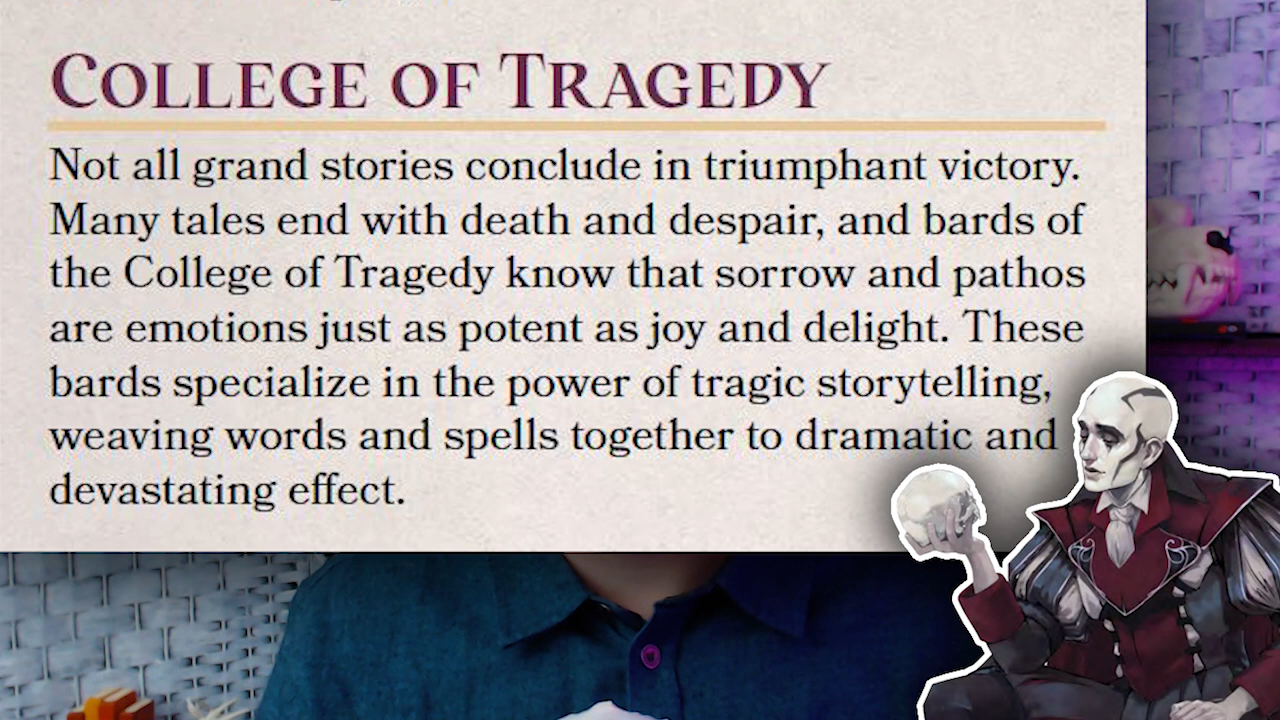 College of Tragedy
Not all grand stories conclude in triumphant victory.
Many tales end with death and despair, and bards of
the College of Tragedy know that sorrow and pathos
are emotions just as potent as joy and delight. These
bards specialize in the power of tragic storytelling,
weaving words and spells together to dramatic and
devastating effect.